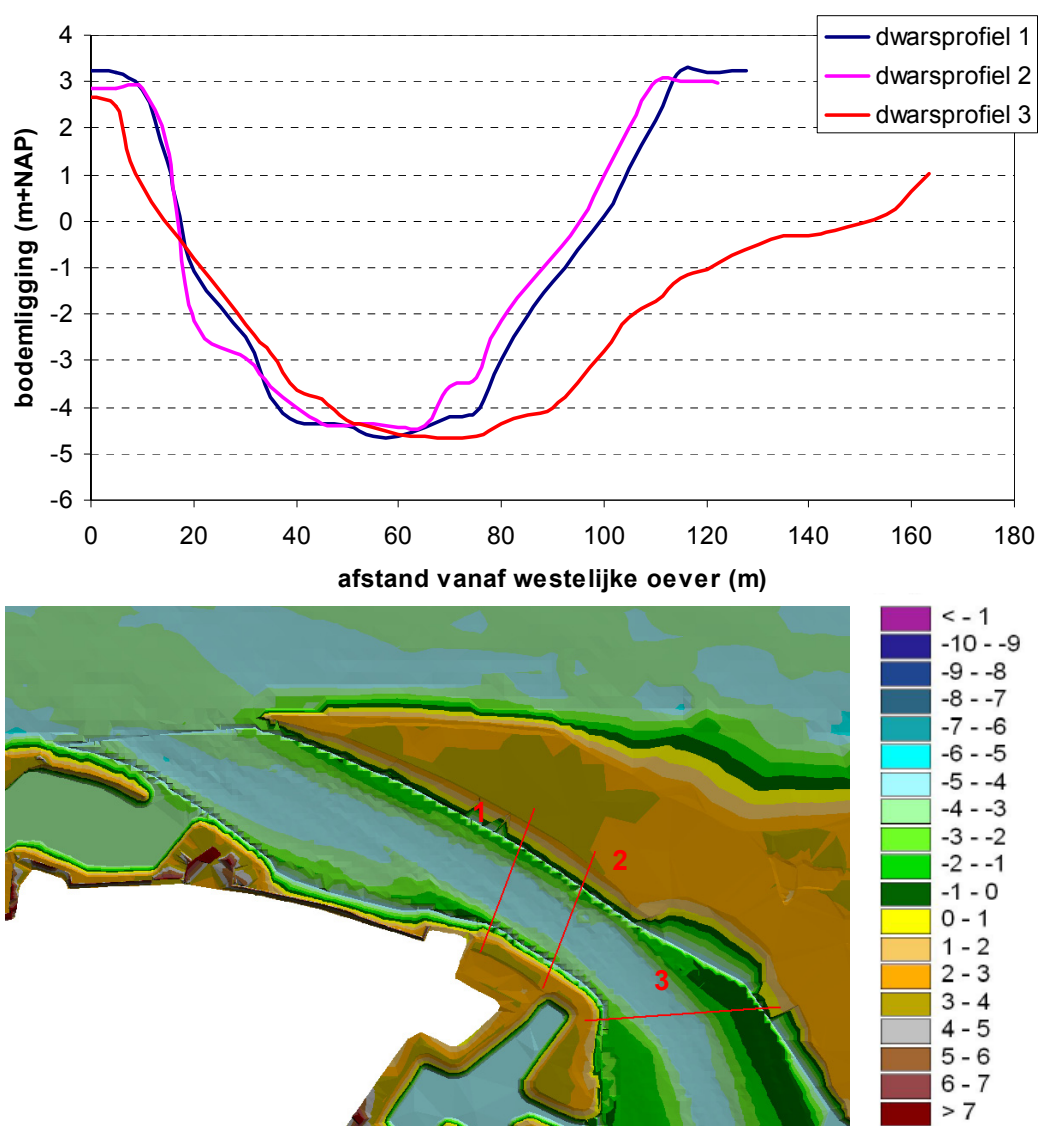 4
3
2
1
0
-1
-2
-3
-4
-5
-6
bodemligging (m+NAP)
dwarsprofiel 1
dwarsprofiel 2
dwarsprofiel 3
0 20 40 60 80 100 120 140 160 180
afstand vanaf westelijke oever (m)
1
2
3
< - 1
-10 - -9
-9 - -8
-8 - -7
-7 - -6
-6 - -5
-5 - -4
-4 - -3
-3 - -2
-2 - -1
-1 - 0
0 - 1
1 - 2
2 - 3
3 - 4
4 - 5
5 - 6
6 - 7
> 7